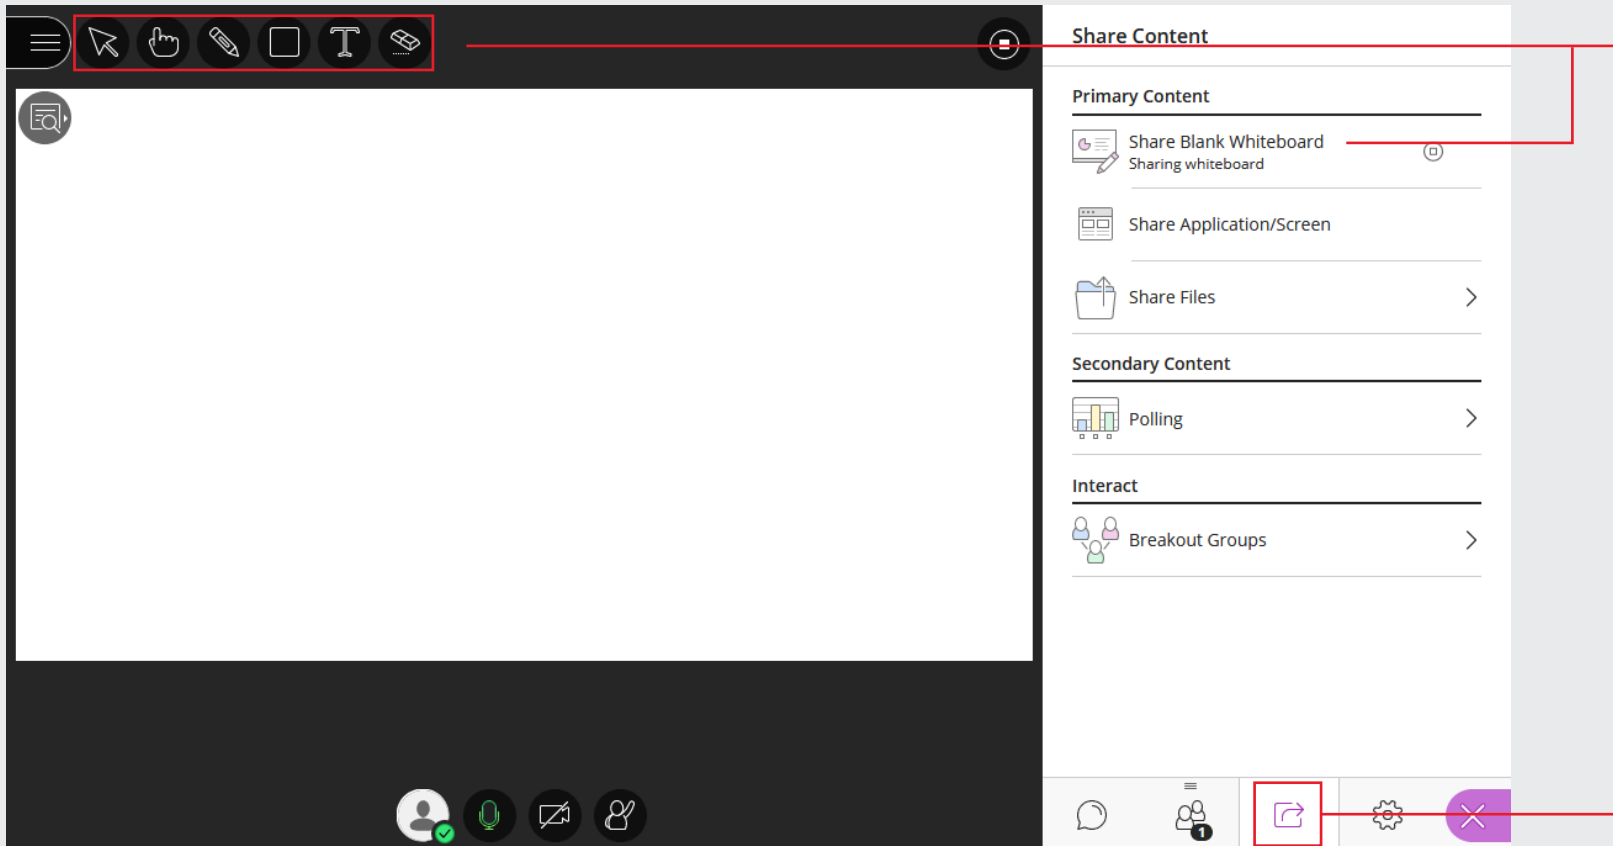 Share Content
Primary Content
Share Blank Whiteboard
Sharing whiteboard
Share Application/Screen
Share Files
Secondary Content
Polling
Interact
Breakout Groups
1